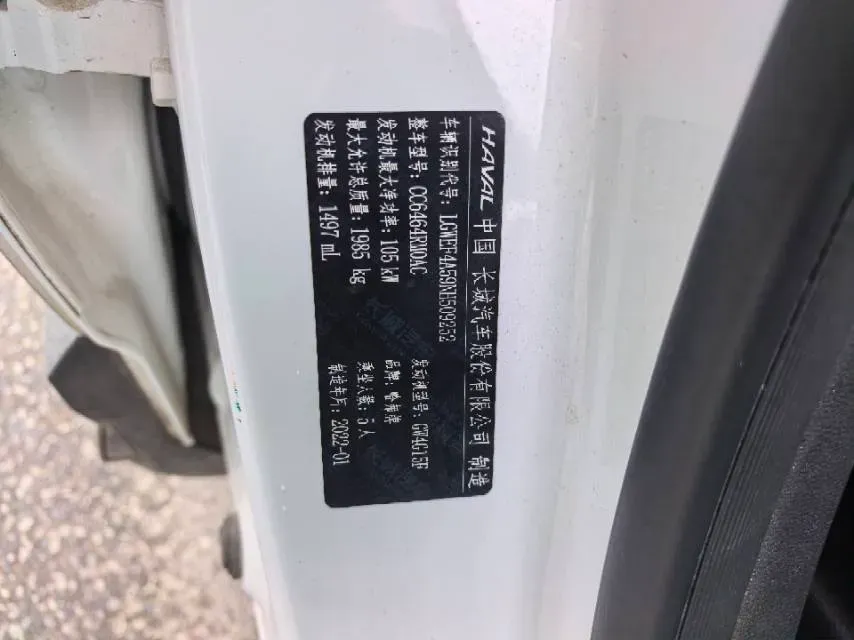 HAVAL 中国 长城汽车股份有限公司 制造
车辆识别代号: LGWEF4A59NH509252
整车型号: CC6464RM0AC 发动机型号: GW4G15F
发动机最大净功率: 105 kW 品牌: 哈弗牌
最大允许总质量: 1985 kg 乘坐人数: 5人
发动机排量: 1497 mL 制造年月: 2022-01